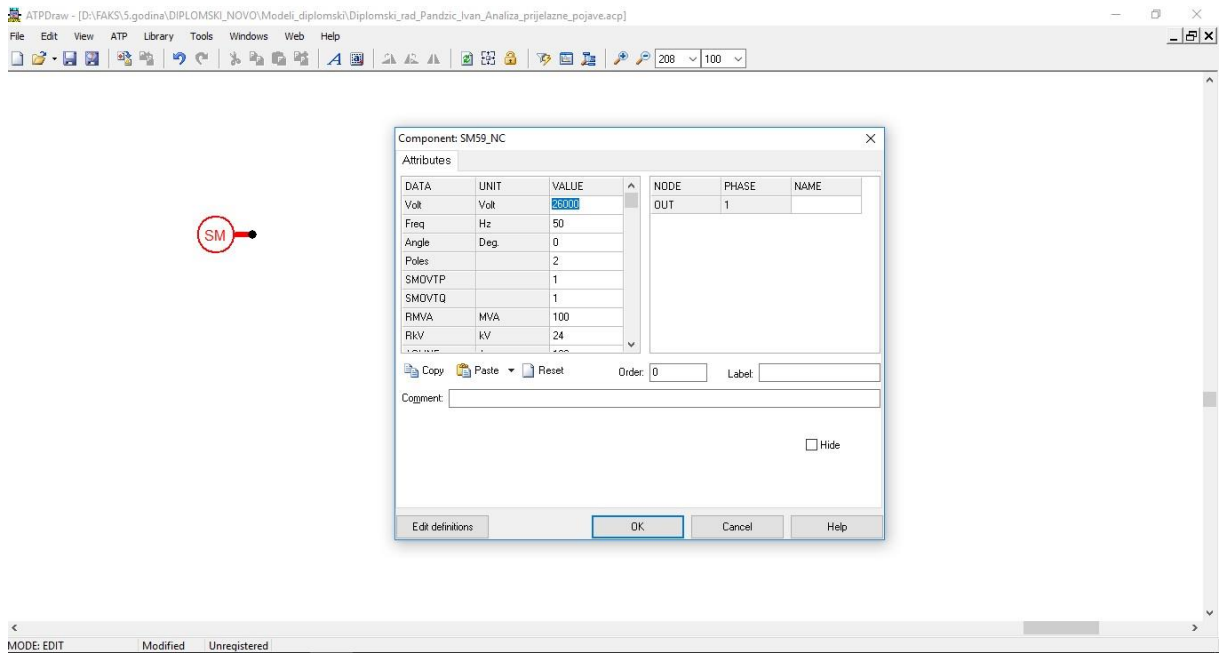 ATPDraw - [D:\FAKS\5.godina\DIPLOMSKI_NOVO\Modeli_diplomski\Diplomski_rad_Pandzic_Ivan_Analiza_prijelazne_pojave.acp]
File Edit View ATP Library Tools Windows Web Help
208 100
Component: SM59_NC
Attributes
DATA UNIT VALUE NODE PHASE NAME
Volt Volt 26000 OUT 1
Freq Hz 50
SM
Angle Deg. 0
Poles 2
SMOVTP 1
SMOVTQ 1
RMVA MVA 100
RkV kV 24
Copy Paste Reset Order: 0 Label:
Comment:
Hide
Edit definitions OK Cancel Help
MODE: EDIT Modified Unregistered